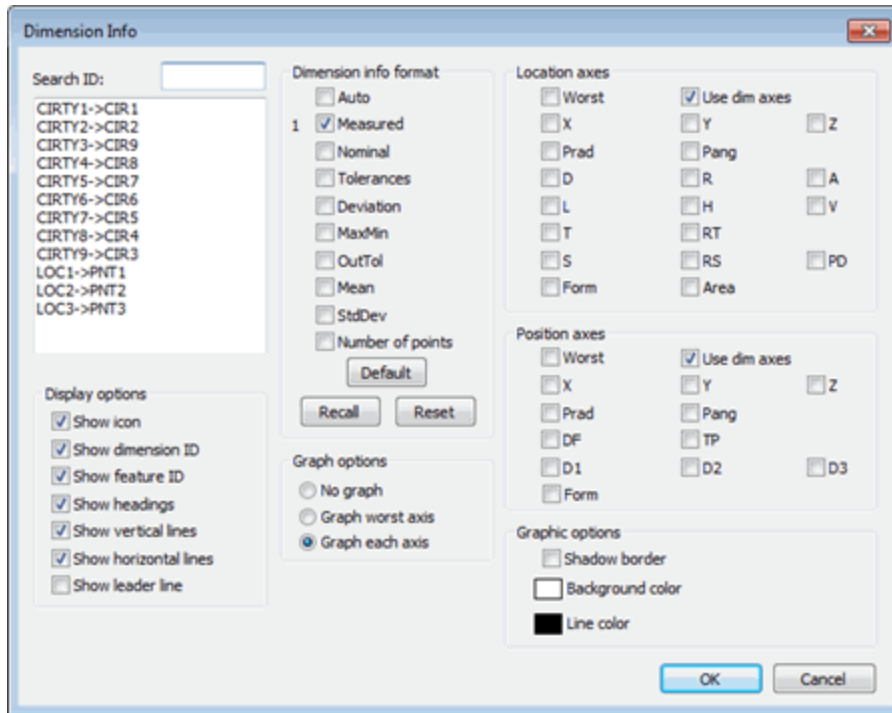 Dimension Info
Search ID:
CIRTY1->CIR1
CIRTY2->CIR2
CIRTY3->CIR9
CIRTY4->CIR8
CIRTY5->CIR7
CIRTY6->CIR6
CIRTY7->CIR5
CIRTY8->CIR4
CIRTY9->CIR3
LOC1->PNT1
LOC2->PNT2
LOC3->PNT3
Display options
Show icon
Show dimension ID
Show feature ID
Show headings
Show vertical lines
Show horizontal lines
Show leader line
Dimension info format
Auto
1 Measured
Nominal
Tolerances
Deviation
MaxMin
OutTol
Mean
StdDev
Number of points
Default
Recall Reset
Graph options
No graph
Graph worst axis
Graph each axis
Location axes
Worst Use dim axes
X Y Z
Prad Pang
D R A
L H V
T RT
S RS PD
Form Area
Position axes
Worst Use dim axes
X Y Z
Prad Pang
DF TP
D1 D2 D3
Form
Graphic options
Shadow border
Background color
Line color
OK Cancel